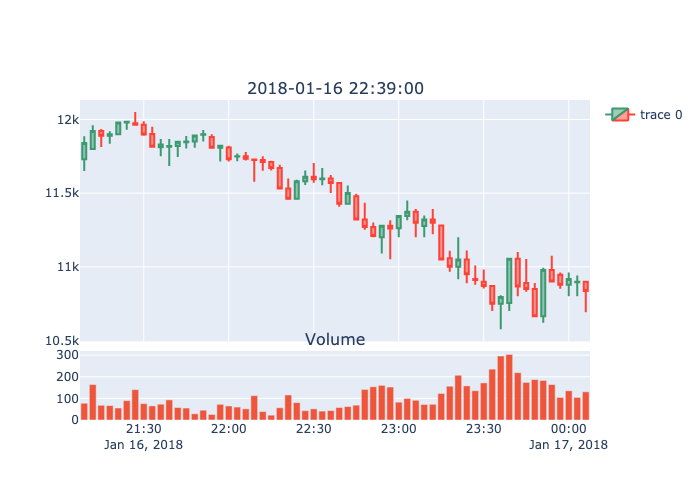 2018-01-16 22:39:00
trace 0
12k
11.5k
11k
10.5k
Volume
300
200
100
0
21:30 22:00 22:30 23:00 23:30 00:00
Jan 16, 2018 Jan 17, 2018